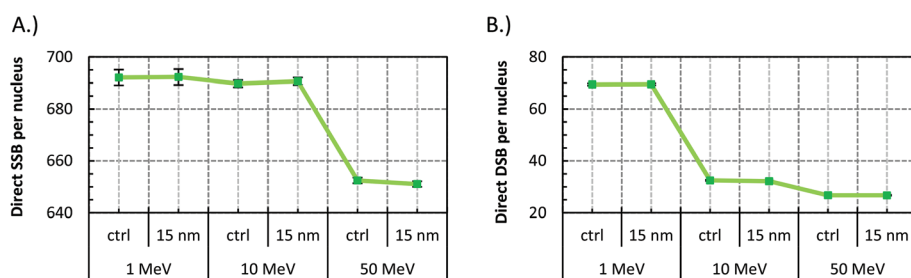 A.)
Direct SSB per nucleus
700
680
660
640
ctrl 15 nm ctrl 15 nm ctrl 15 nm
1 MeV 10 MeV 50 MeV
B.)
Direct DSB per nucleus
80
60
40
20
ctrl 15 nm ctrl 15 nm ctrl 15 nm
1 MeV 10 MeV 50 MeV